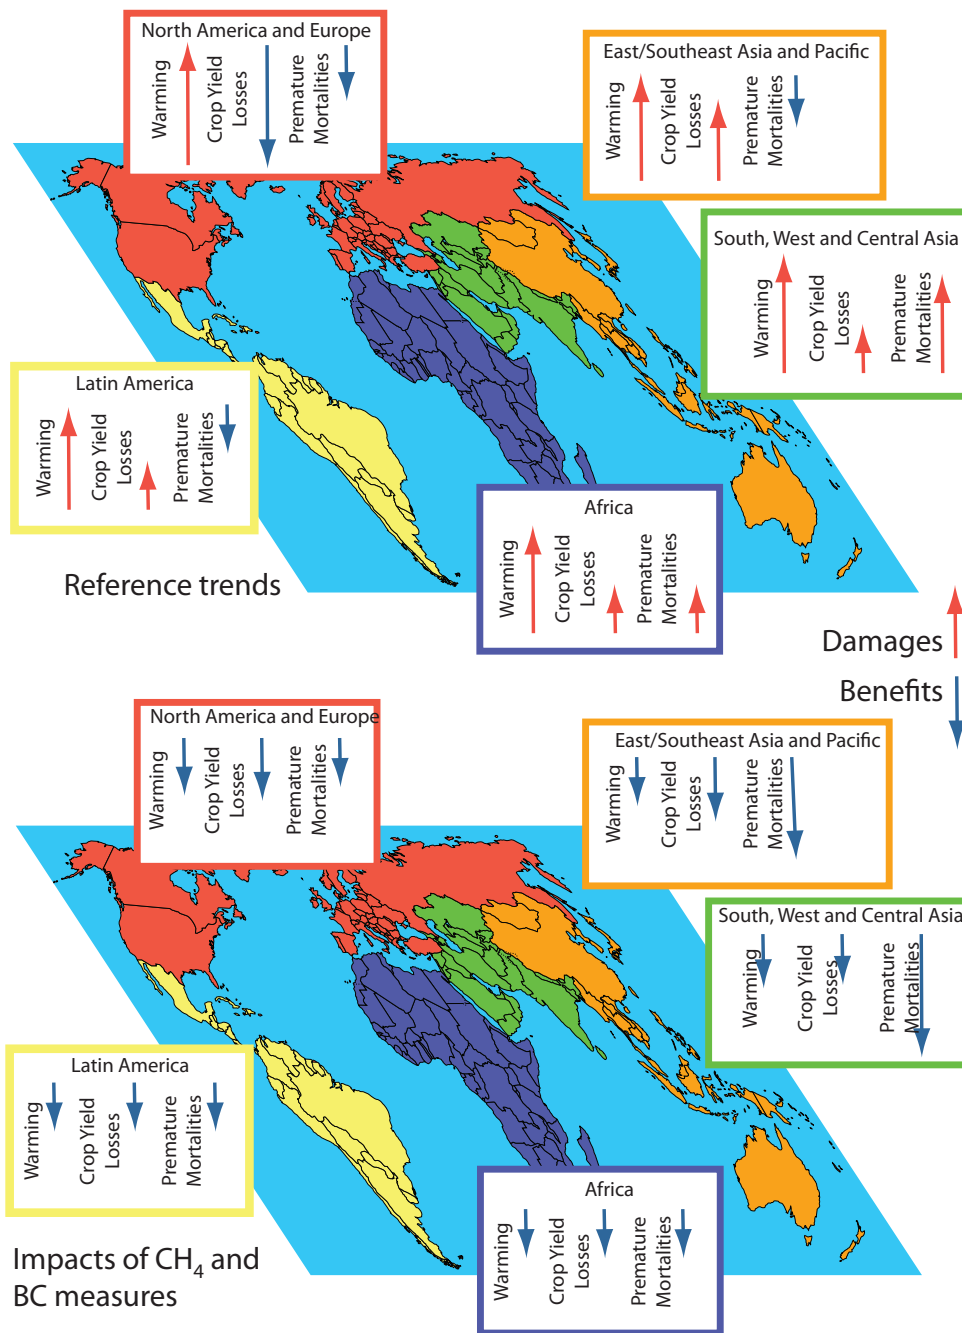 North America and Europe
Warming
Crop Yield
Losses
Premature
Mortalities
East/Southeast Asia and Pacific
Warming
Crop Yield
Losses
Premature
Mortalities
South, West and Central Asia
Warming
Crop Yield
Losses
Premature
Mortalities
Latin America
Warming
Crop Yield
Losses
Premature
Mortalities
Africa
Warming
Crop Yield
Losses
Premature
Mortalities
Reference trends
Damages
Benefits
North America and Europe
Warming
Crop Yield
Losses
Premature
Mortalities
East/Southeast Asia and Pacific
Warming
Crop Yield
Losses
Premature
Mortalities
South, West and Central Asia
Warming
Crop Yield
Losses
Premature
Mortalities
Latin America
Warming
Crop Yield
Losses
Premature
Mortalities
Africa
Warming
Crop Yield
Losses
Premature
Mortalities
Impacts of CH₄ and
BC measures